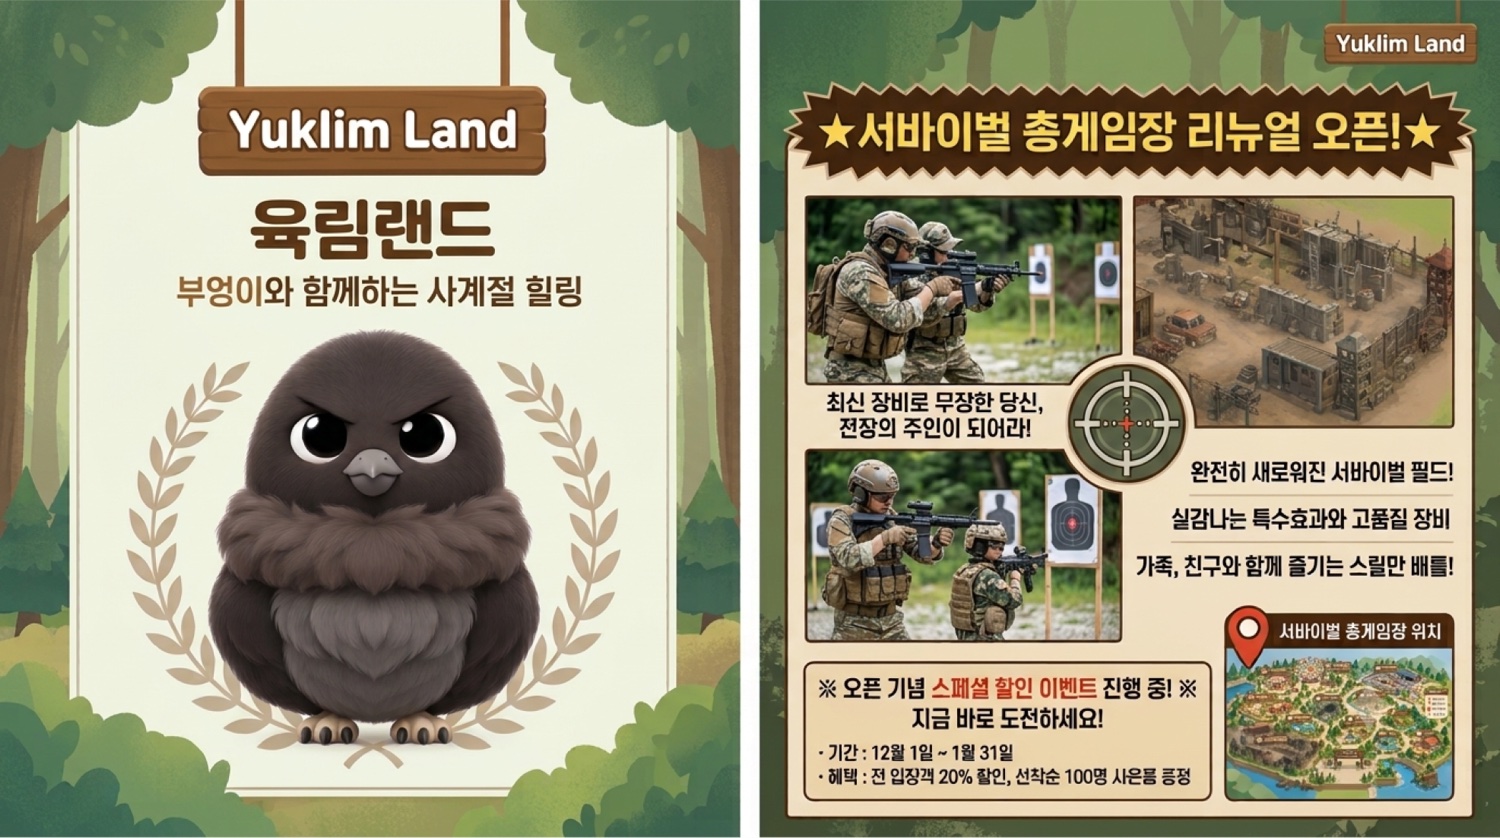 Yuklim Land
육림랜드
부엉이와 함께하는 사계절 힐링
Yuklim Land
★서바이벌 총게임장 리뉴얼 오픈!★
최신 장비로 무장한 당신,
전장의 주인이 되어라!
완전히 새로워진 서바이벌 필드!
실감나는 특수효과와 고품질 장비
가족, 친구와 함께 즐기는 스릴만 배틀!
서바이벌 총게임장 위치
※ 오픈 기념 스페셜 할인 이벤트 진행 중! ※
지금 바로 도전하세요!
· 기간 : 12월 1일 ~ 1월 31일
· 혜택 : 전 입장객 20% 할인, 선착순 100명 사은품 증정